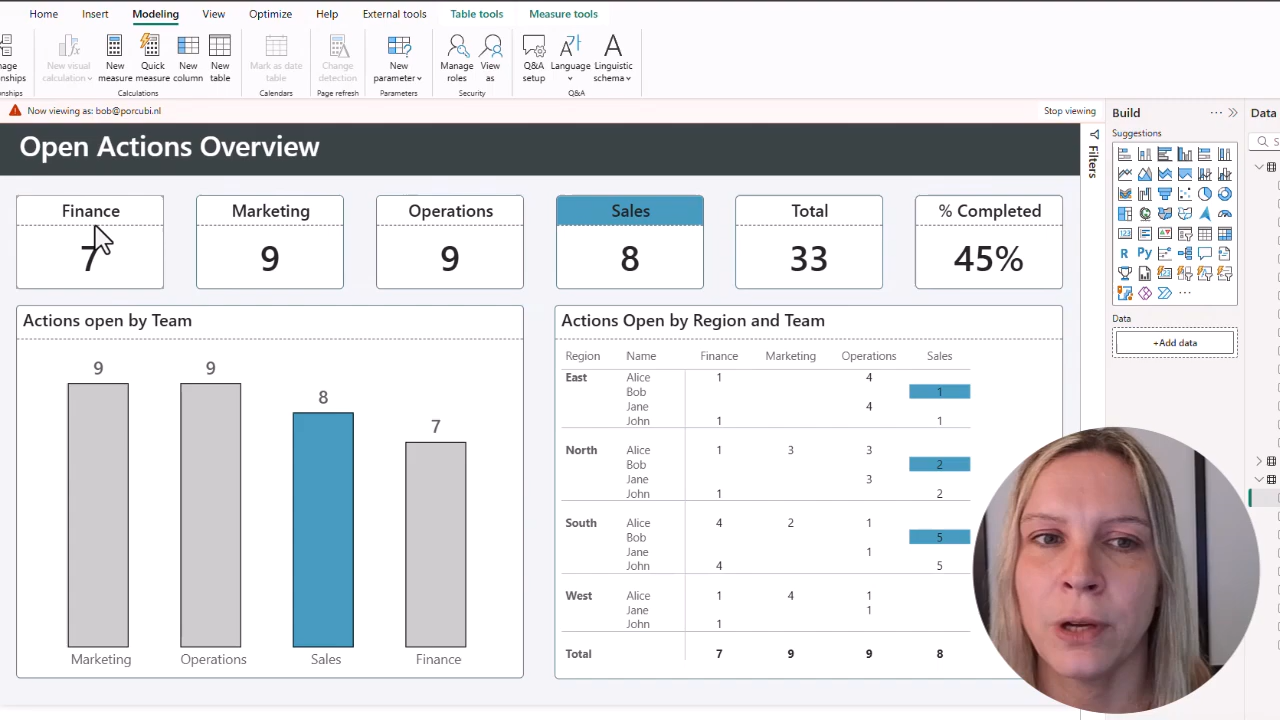 Home Insert Modeling View Optimize Help External tools Table tools Measure tools
New visual calculation
New measure
Quick measure
New column
New table
Mark as date table
Change detection
New parameter
Manage roles
View as
Q&A setup
Language
Linguistic schema
Calculations Calendars Page refresh Parameters Security Q&A
Now viewing as: bob@porcubi.nl Stop viewing
Build
Data
Filters
Suggestions
Data
+Add data
Open Actions Overview
Finance Marketing Operations Sales Total % Completed
7 9 9 8 33 45%
Actions open by Team
9 9 8 7
Marketing Operations Sales Finance
Actions Open by Region and Team
Region Name Finance Marketing Operations Sales
East Alice 1 4
Bob 1
Jane 4
John 1 1
North Alice 1 3 3
Bob 2
Jane 3
John 1 2
South Alice 4 2 1
Bob 5
Jane 1
John 4 5
West Alice 1 4 1
Jane 1
John 1
Total 7 9 9 8